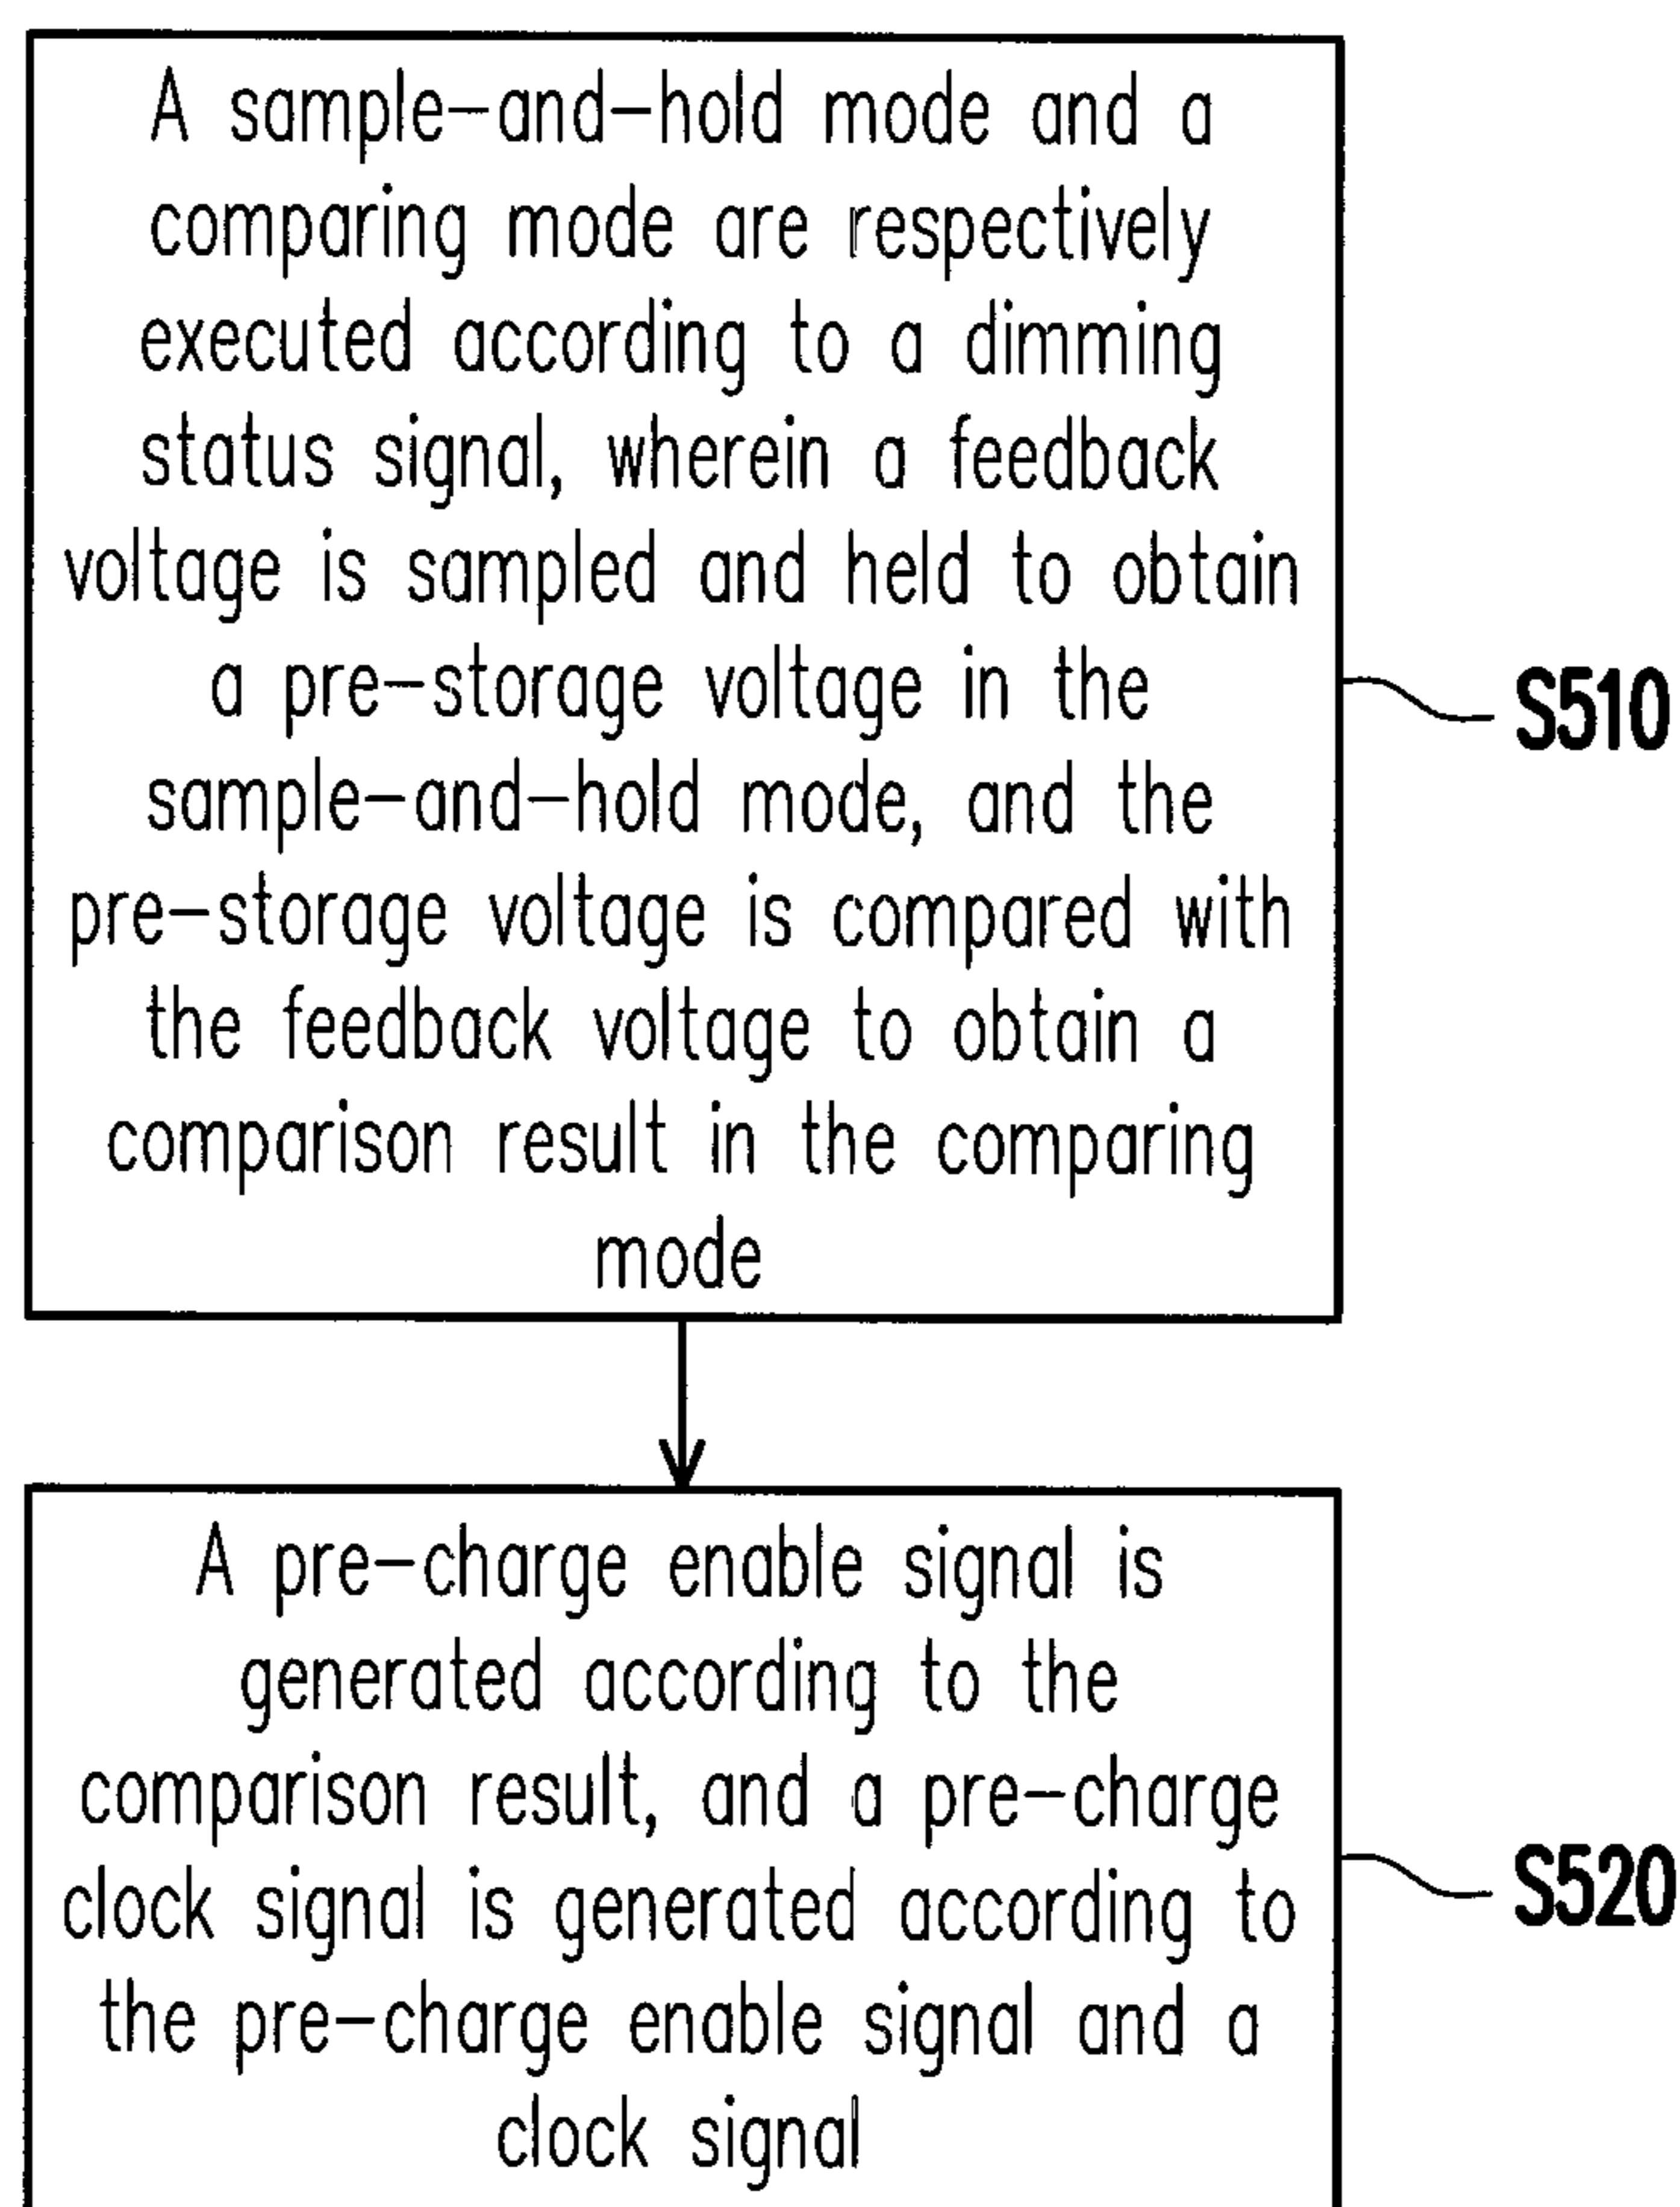 A sample-and-hold mode and a
comparing mode are respectively
executed according to a dimming
status signal, wherein a feedback
voltage is sampled and held to obtain
a pre-storage voltage in the
sample-and-hold mode, and the
pre-storage voltage is compared with
the feedback voltage to obtain a
comparison result in the comparing
mode
S510
A pre-charge enable signal is
generated according to the
comparison result, and a pre-charge
clock signal is generated according to
the pre-charge enable signal and a
clock signal
S520